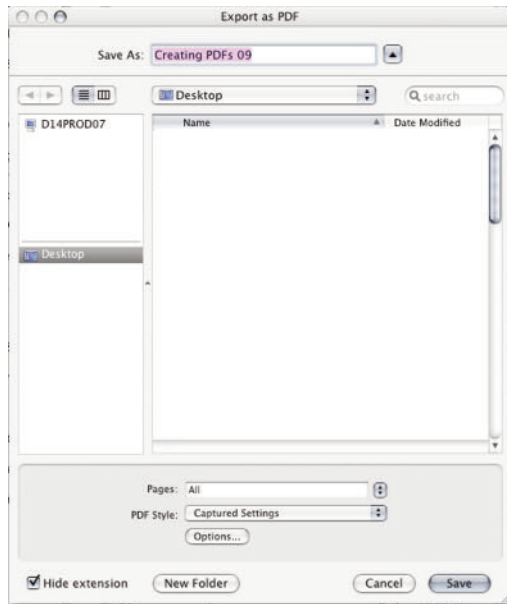 Export as PDF
Save As: Creating PDFs 09
Desktop
search
D14PROD07
Name Date Modified
Desktop
Pages: All
PDF Style: Captured Settings
Options...
Hide extension New Folder Cancel Save